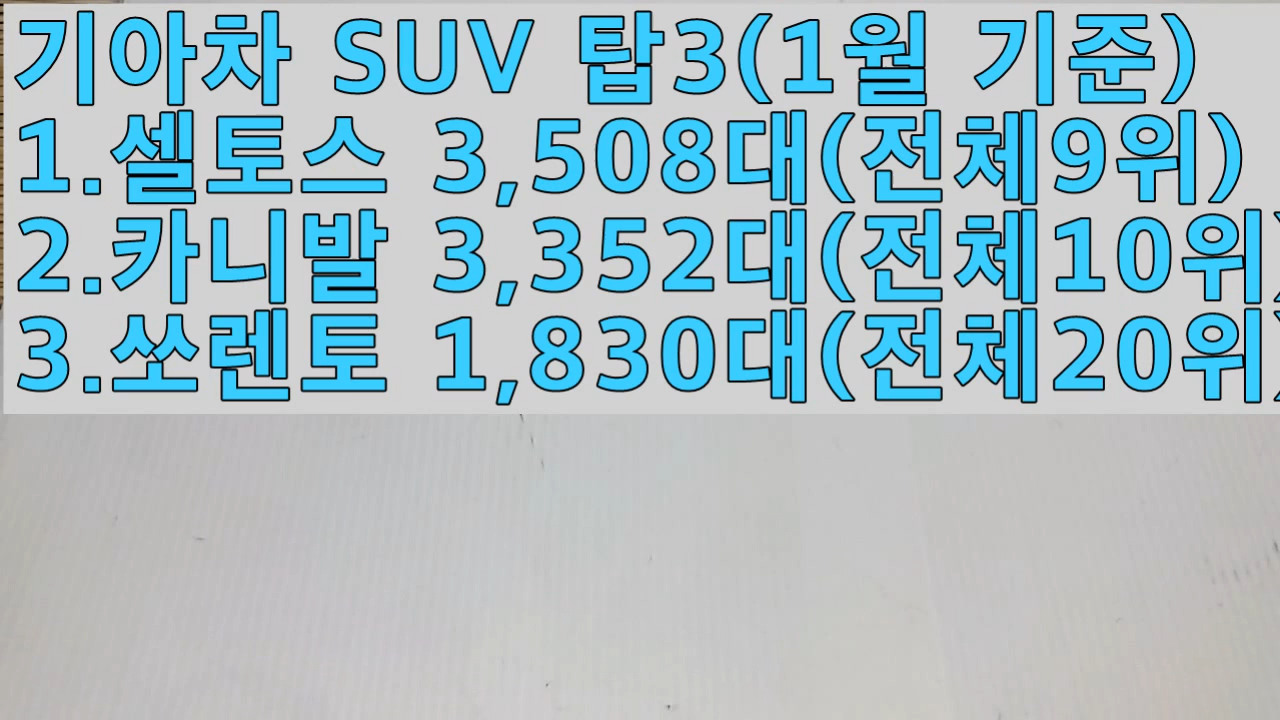 기아차 SUV 탑3(1월 기준)
1.셀토스 3,508대(전체9위)
2.카니발 3,352대(전체10위)
3.쏘렌토 1,830대(전체20위)